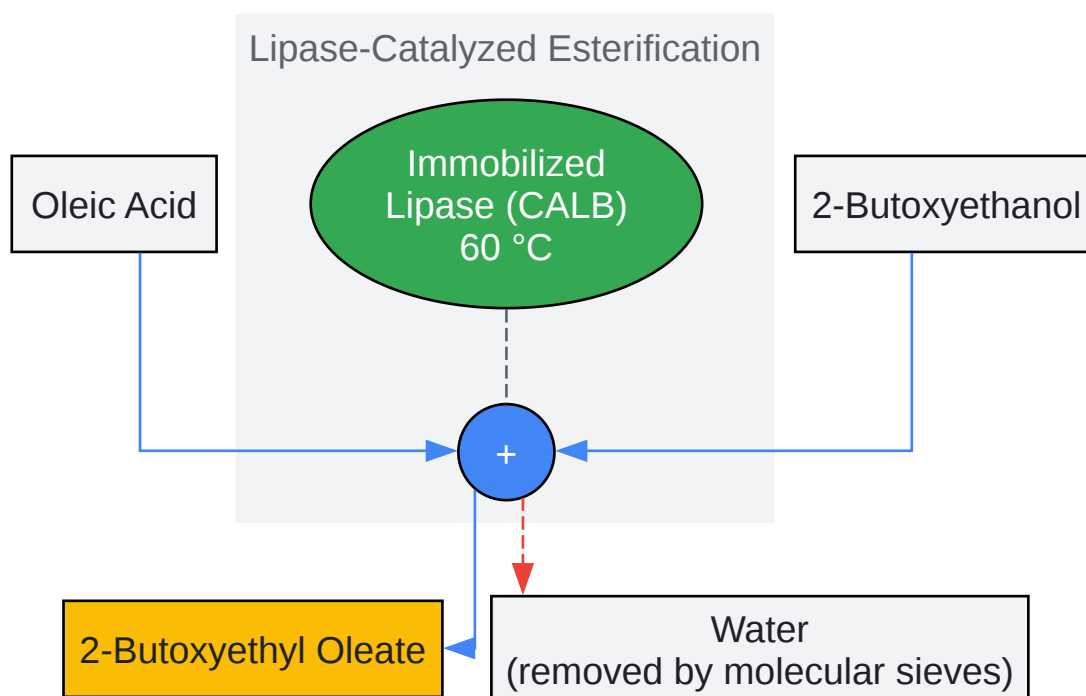 Lipase-Catalyzed Esterification
Immobilized
Lipase (CALB)
60 °C
Oleic Acid
2-Butoxyethanol
+
2-Butoxyethyl Oleate
Water
(removed by molecular sieves)